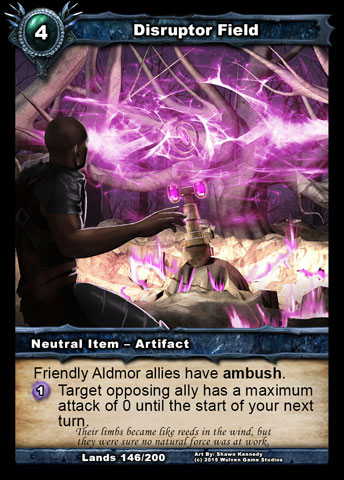 4
Disruptor Field
Neutral Item – Artifact
Friendly Aldmor allies have ambush.
1 Target opposing ally has a maximum
attack of 0 until the start of your next
turn.
Their limbs became like reeds in the wind, but
they were sure no natural force was at work.
Lands 146/200
Art By: Shawn Kennedy
(c) 2015 Wulven Game Studios